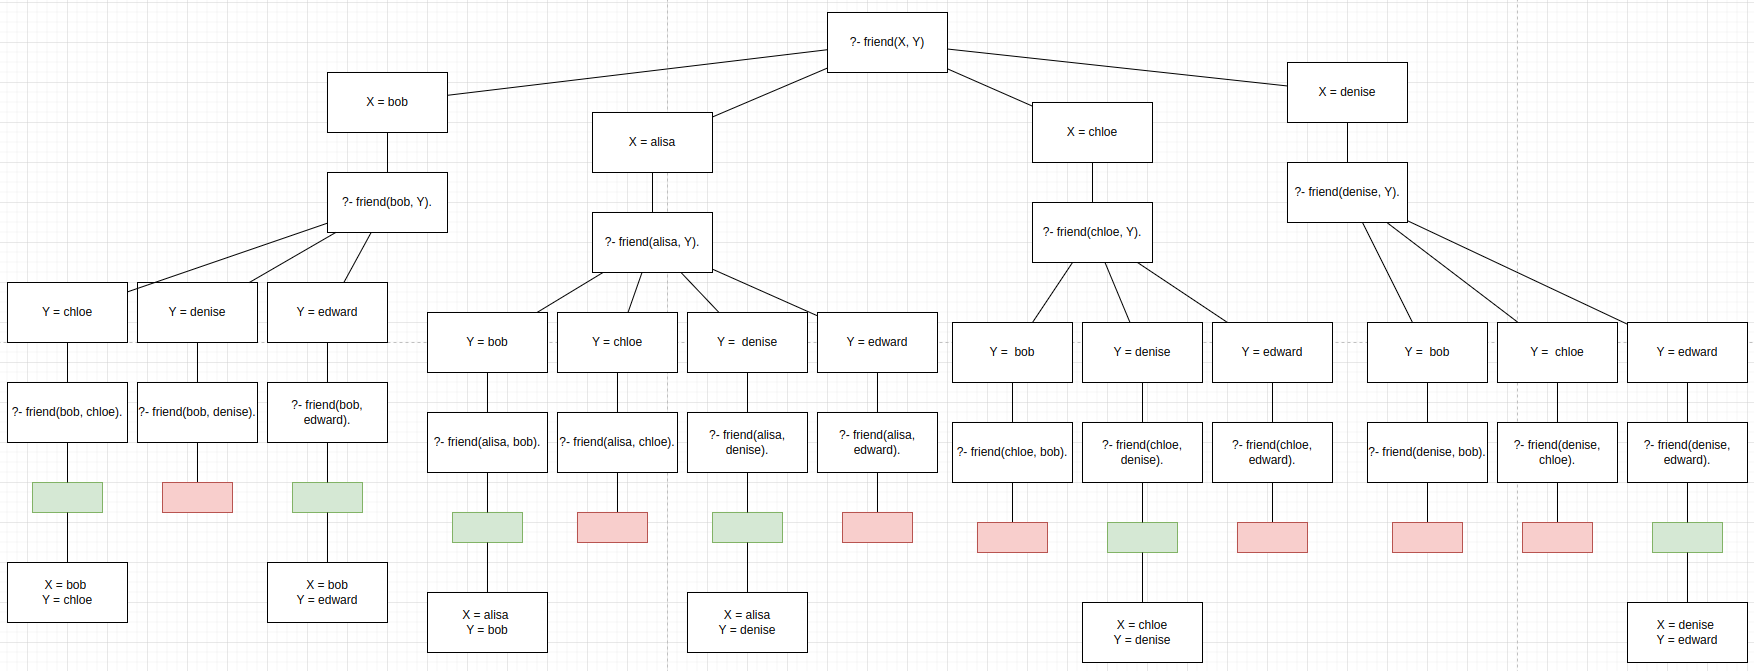 ?- friend(X, Y)
X = bob
X = alisa
X = chloe
X = denise
?- friend(bob, Y).
?- friend(alisa, Y).
?- friend(chloe, Y).
?- friend(denise, Y).
Y = chloe
Y = denise
Y = edward
Y = bob
Y = chloe
Y = denise
Y = edward
Y = bob
Y = denise
Y = edward
Y = bob
Y = chloe
Y = edward
?- friend(bob, chloe).
?- friend(bob, denise).
?- friend(bob,
edward).
?- friend(alisa, bob).
?- friend(alisa, chloe).
?- friend(alisa,
denise).
?- friend(alisa,
edward).
?- friend(chloe, bob).
?- friend(chloe,
denise).
?- friend(chloe,
edward).
?- friend(denise, bob).
?- friend(denise,
chloe).
?- friend(denise,
edward).
X = bob
Y = chloe
X = bob
Y = edward
X = alisa
Y = bob
X = alisa
Y = denise
X = chloe
Y = denise
X = denise
Y = edward